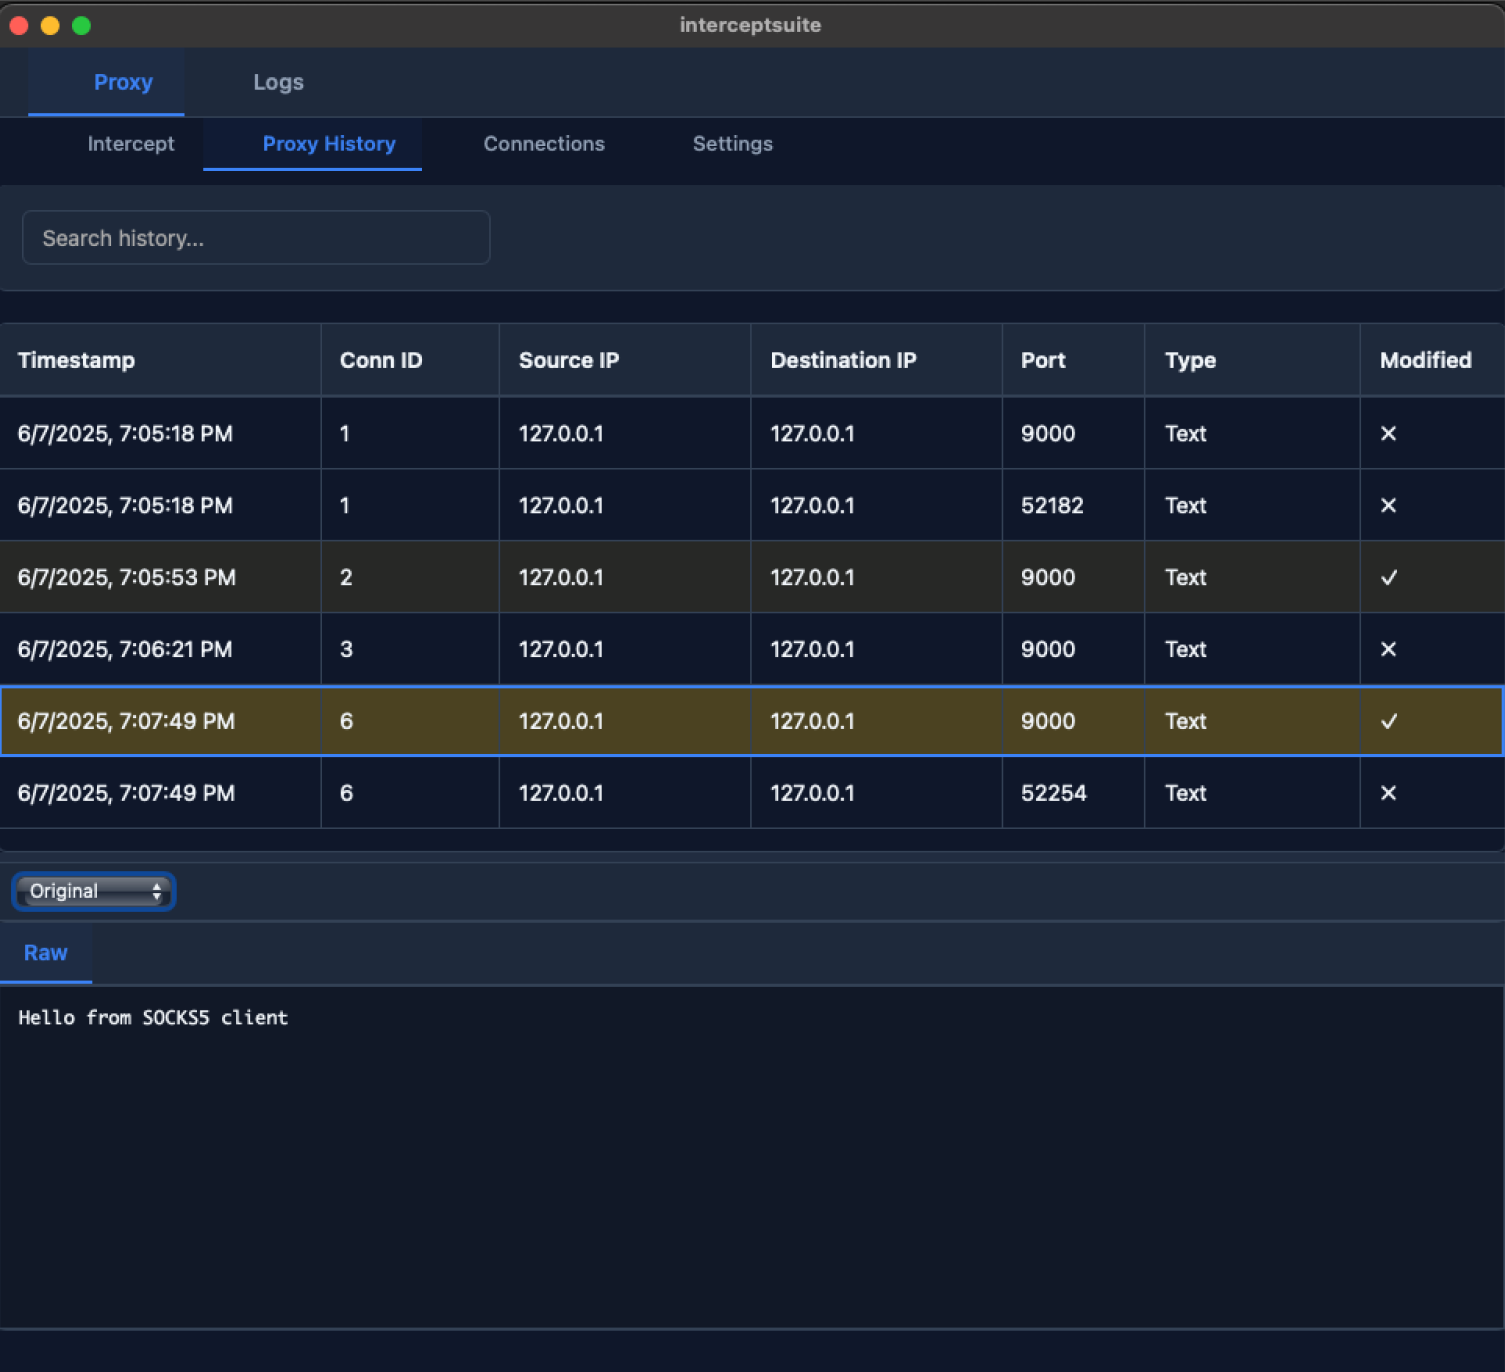 interceptsuite
Proxy Logs
Intercept Proxy History Connections Settings
Search history...
Timestamp Conn ID Source IP Destination IP Port Type Modified
6/7/2025, 7:05:18 PM 1 127.0.0.1 127.0.0.1 9000 Text ✕
6/7/2025, 7:05:18 PM 1 127.0.0.1 127.0.0.1 52182 Text ✕
6/7/2025, 7:05:53 PM 2 127.0.0.1 127.0.0.1 9000 Text ✓
6/7/2025, 7:06:21 PM 3 127.0.0.1 127.0.0.1 9000 Text ✕
6/7/2025, 7:07:49 PM 6 127.0.0.1 127.0.0.1 9000 Text ✓
6/7/2025, 7:07:49 PM 6 127.0.0.1 127.0.0.1 52254 Text ✕
Original
Raw
Hello from SOCKS5 client